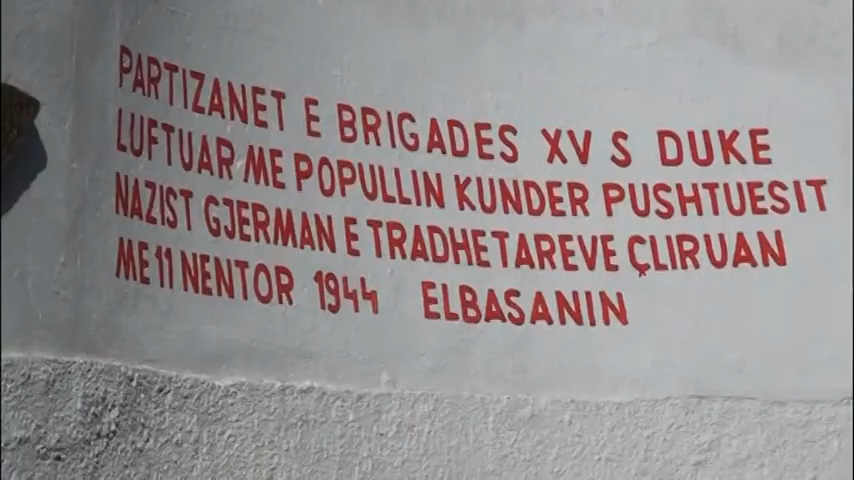 PARTIZANET E BRIGADES XV S DUKE
LUFTUAR ME POPULLIN KUNDER PUSHTUESIT
NAZIST GJERMAN E TRADHETAREVE ÇLIRUAN
ME 11 NENTOR 1944 ELBASANIN